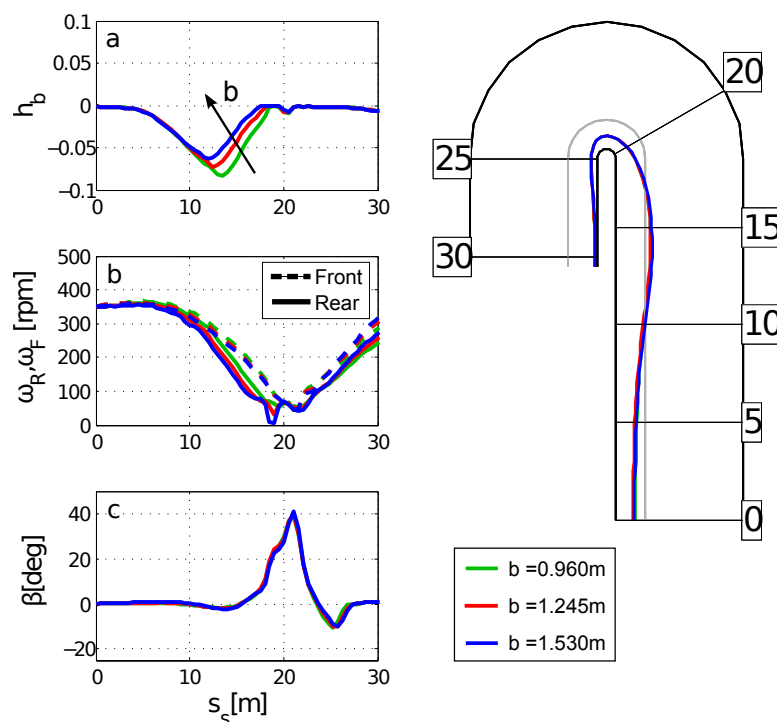 0.1
a
0.05
h_b
0
b
−0.05
−0.1
0 10 20 30
500
b
Front
Rear
400
300
ω_R,ω_F [rpm]
200
100
0
0 10 20 30
c
40
20
β[deg]
0
−20
0 10 20 30
s_s[m]
20
25
15
30
10
5
0
b =0.960m
b =1.245m
b =1.530m